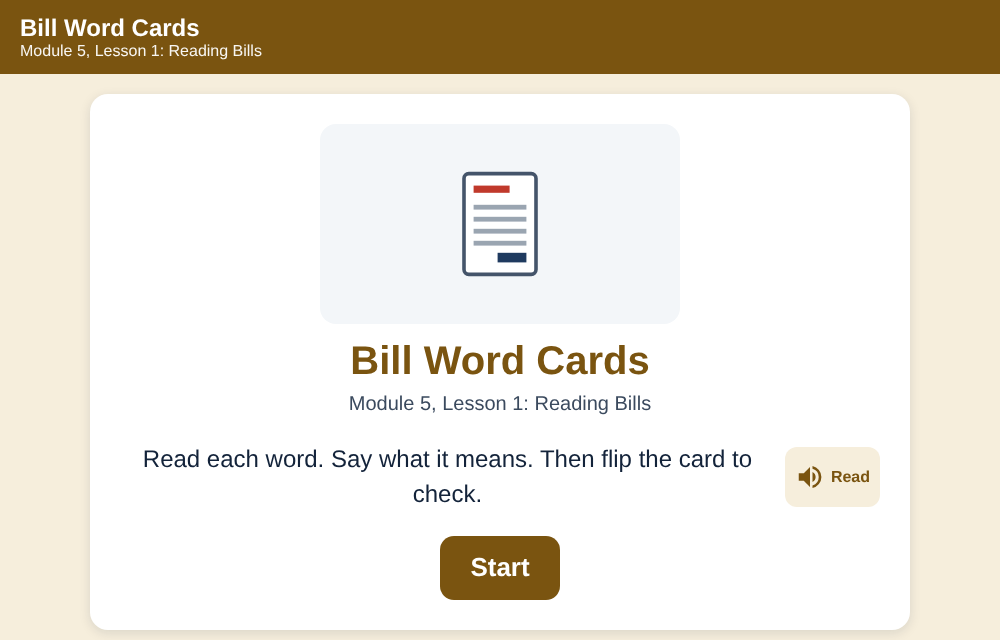 Bill Word Cards
Module 5, Lesson 1: Reading Bills
Bill Word Cards
Module 5, Lesson 1: Reading Bills
Read each word. Say what it means. Then flip the card to
check.
Read
Start